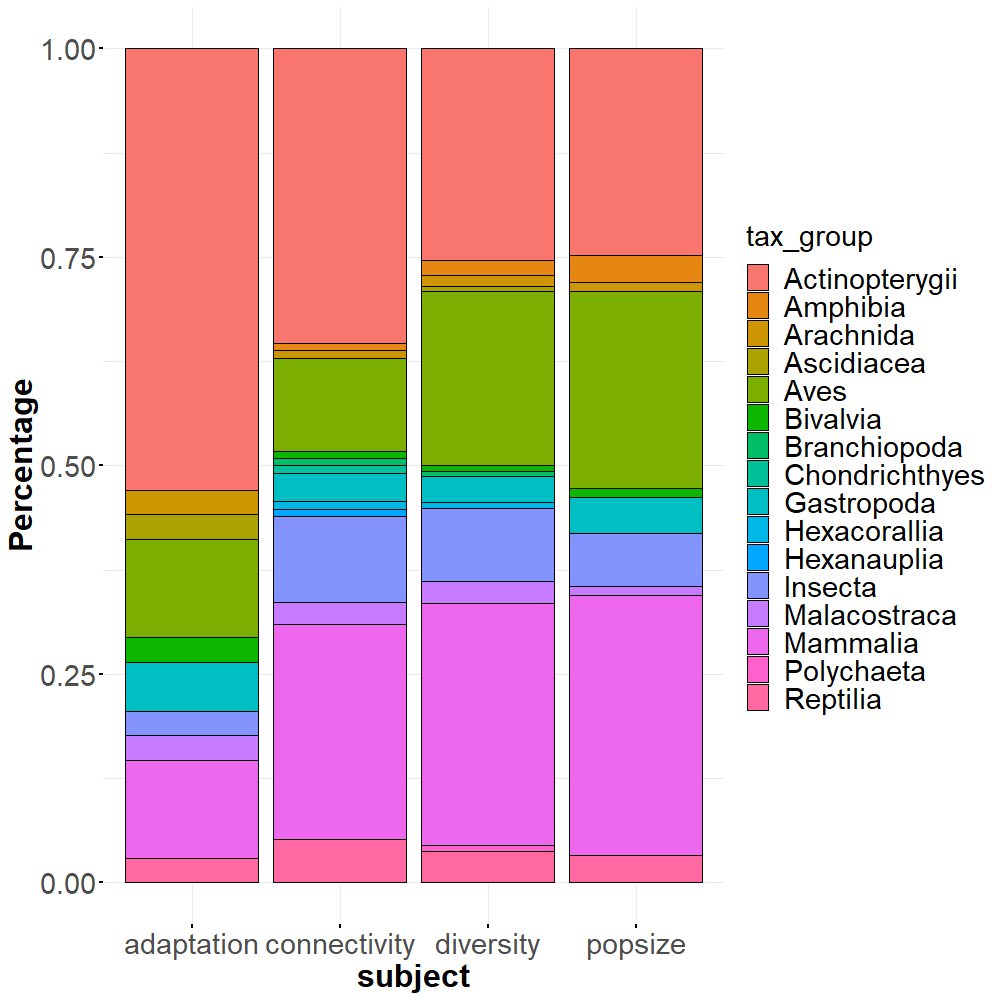 Percentage
1.00
0.75
0.50
0.25
0.00
adaptation connectivity diversity popsize
subject
tax_group
Actinopterygii
Amphibia
Arachnida
Ascidiacea
Aves
Bivalvia
Branchiopoda
Chondrichthyes
Gastropoda
Hexacorallia
Hexanauplia
Insecta
Malacostraca
Mammalia
Polychaeta
Reptilia